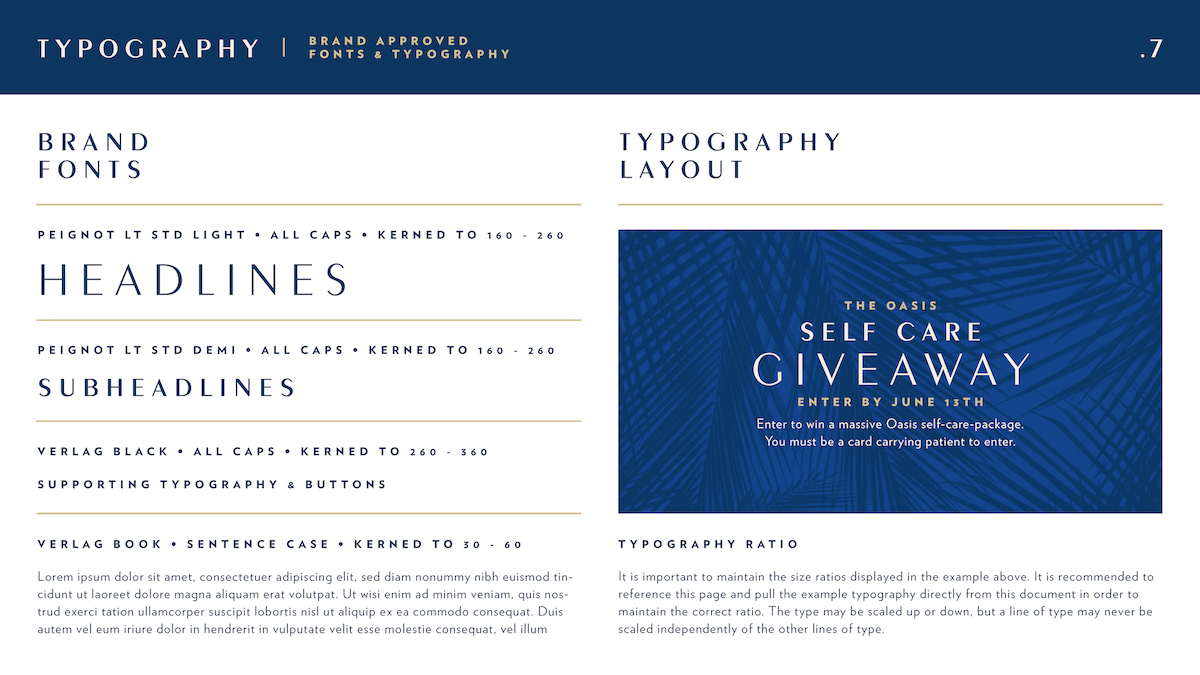 TYPOGRAPHY
BRAND APPROVED
FONTS & TYPOGRAPHY
.7
BRAND
FONTS
PEIGNOT LT STD LIGHT • ALL CAPS • KERNED TO 160 - 260
HEADLINES
PEIGNOT LT STD DEMI • ALL CAPS • KERNED TO 160 - 260
SUBHEADLINES
VERLAG BLACK • ALL CAPS • KERNED TO 260 - 360
SUPPORTING TYPOGRAPHY & BUTTONS
VERLAG BOOK • SENTENCE CASE • KERNED TO 30 - 60
Lorem ipsum dolor sit amet, consectetuer adipiscing elit, sed diam nonummy nibh euismod tin-
cidunt ut laoreet dolore magna aliquam erat volutpat. Ut wisi enim ad minim veniam, quis nos-
trud exerci tation ullamcorper suscipit lobortis nisl ut aliquip ex ea commodo consequat. Duis
autem vel eum iriure dolor in hendrerit in vulputate velit esse molestie consequat, vel illum
TYPOGRAPHY
LAYOUT
THE OASIS
SELF CARE
GIVEAWAY
ENTER BY JUNE 13TH
Enter to win a massive Oasis self-care-package.
You must be a card carrying patient to enter.
TYPOGRAPHY RATIO
It is important to maintain the size ratios displayed in the example above. It is recommended to
reference this page and pull the example typography directly from this document in order to
maintain the correct ratio. The type may be scaled up or down, but a line of type may never be
scaled independently of the other lines of type.